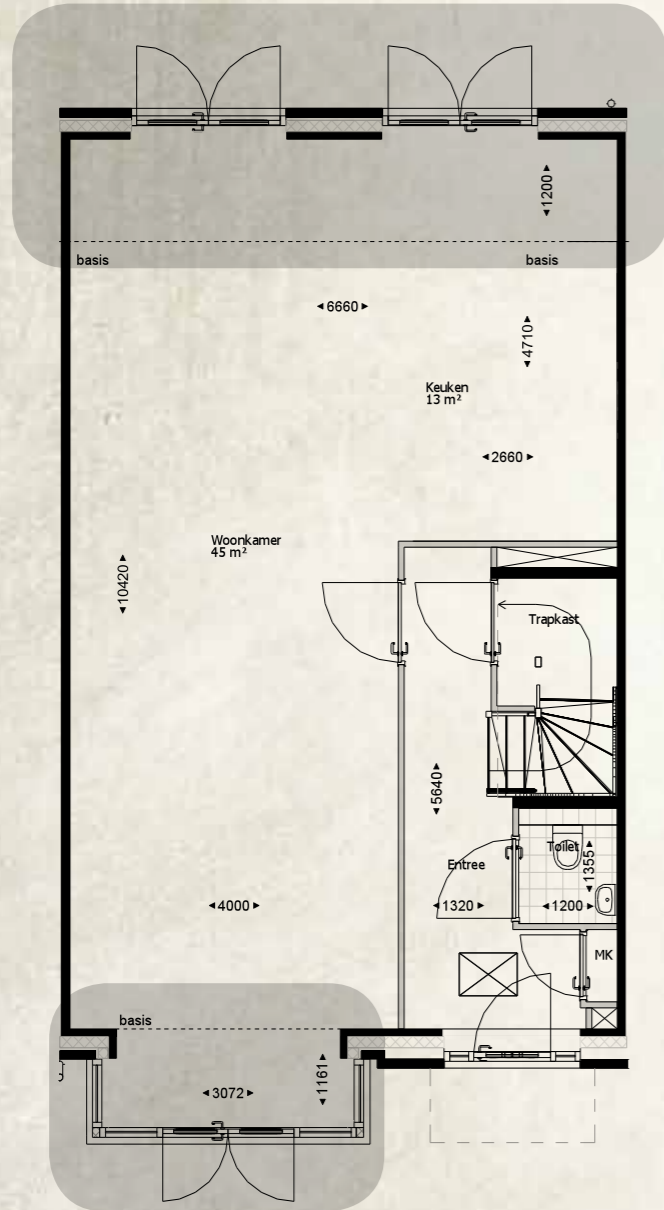 1200
basis
basis
6660
4710
Keuken
13 m²
2660
Woonkamer
45 m²
10420
Trapkast
5640
Toilet
1355
Entree
4000
1320
1200
MK
basis
3072
1161